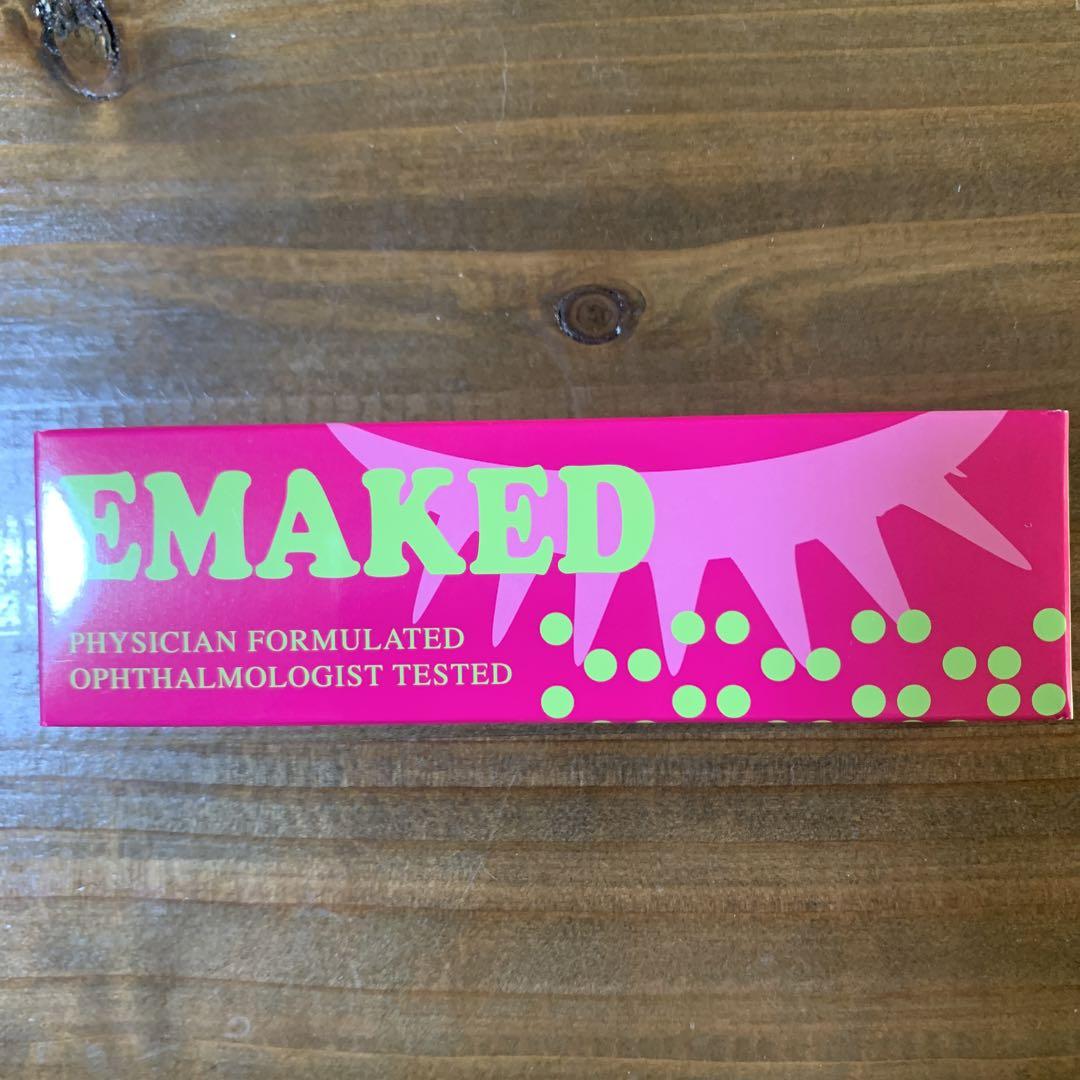 EMAKED
PHYSICIAN FORMULATED
OPHTHALMOLOGIST TESTED